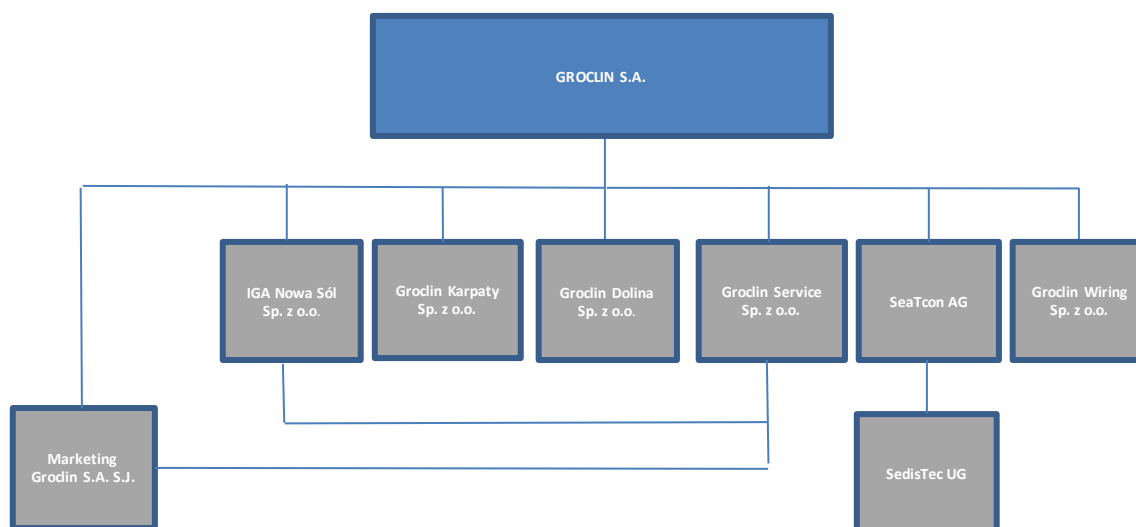 GROCLIN S.A.
IGA Nowa Sól
Sp. z o.o.
Groclin Karpaty
Sp. z o.o.
Groclin Dolina
Sp. z o.o.
Groclin Service
Sp. z o.o.
SeaTcon AG
Groclin Wiring
Sp. z o.o.
Marketing
Groclin S.A. S.J.
SedisTec UG